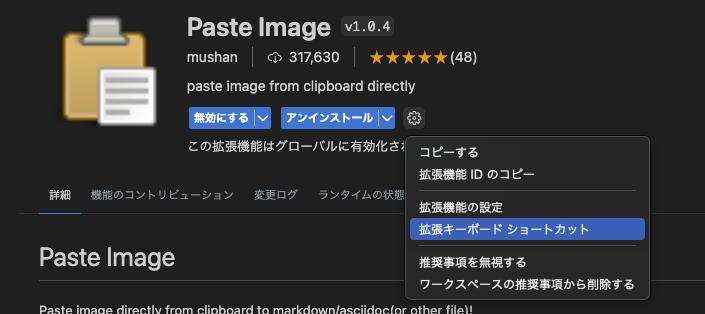 Paste Image v1.0.4
mushan 317,630 ★★★★★(48)
paste image from clipboard directly
無効にする アンインストール
この拡張機能はグローバルに有効化され
コピーする
拡張機能 ID のコピー
拡張機能の設定
拡張キーボード ショートカット
推奨事項を無視する
ワークスペースの推奨事項から削除する
詳細 機能のコントリビューション 変更ログ ランタイムの状態
Paste Image
Paste image directly from clipboard to markdown/asciidoc(or other file)!